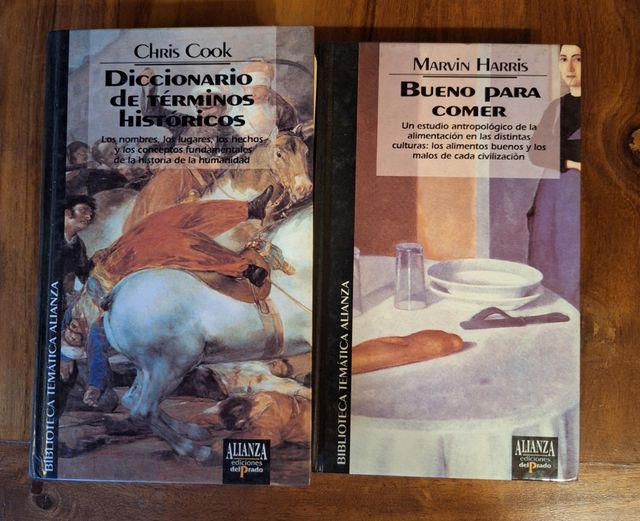 Chris Cook
Diccionario
de términos
históricos
Los nombres, los lugares, los hechos
y los conceptos fundamentales
de la historia de la humanidad
BIBLIOTECA TEMÁTICA ALIANZA
ALIANZA
ediciones
del Prado
Marvin Harris
Bueno para
comer
Un estudio antropológico de la
alimentación en las distintas
culturas: los alimentos buenos y los
malos de cada civilización
BIBLIOTECA TEMÁTICA ALIANZA
ALIANZA
ediciones
del Prado